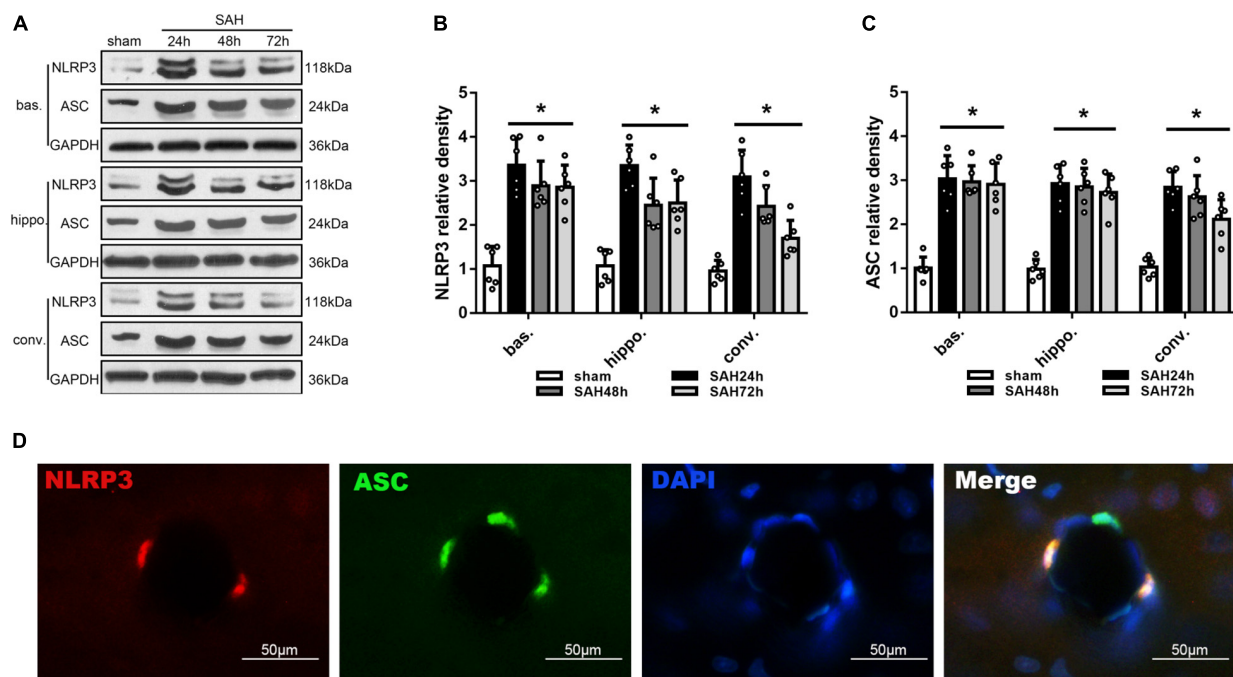 A
SAH
sham 24h 48h 72h
bas.
NLRP3 118kDa
ASC 24kDa
GAPDH 36kDa
hippo.
NLRP3 118kDa
ASC 24kDa
GAPDH 36kDa
conv.
NLRP3 118kDa
ASC 24kDa
GAPDH 36kDa
B
NLRP3 relative density
5
4
3
2
1
0
* * *
bas. hippo. conv.
sham SAH24h
SAH48h SAH72h
C
ASC relative density
5
4
3
2
1
0
* * *
bas. hippo. conv.
sham SAH24h
SAH48h SAH72h
D
NLRP3 ASC DAPI Merge
50μm 50μm 50μm 50μm